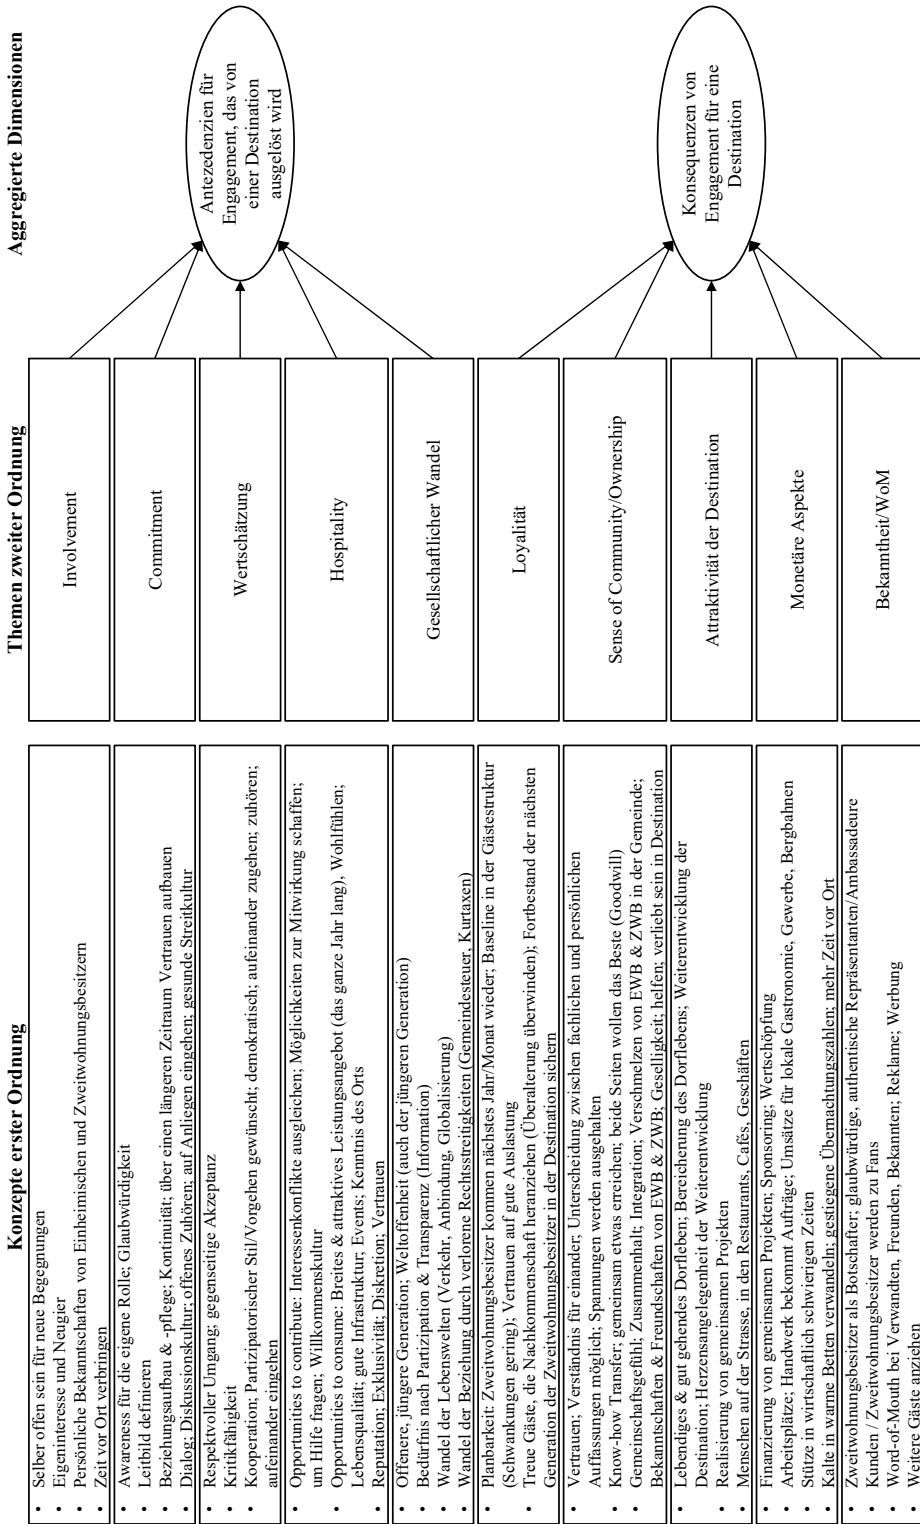 Konzepte erster Ordnung
Themen zweiter Ordnung
Aggregierte Dimensionen
• Selber offen sein für neue Begegnungen
• Eigeninteresse und Neugier
• Persönliche Bekanntschaften von Einheimischen und Zweitwohnungsbesitzern
• Zeit vor Ort verbringen
Involvement
• Awareness für die eigene Rolle; Glaubwürdigkeit
• Leitbild definieren
• Beziehungsaufbau & -pflege; Kontinuität; über einen längeren Zeitraum Vertrauen aufbauen
• Dialog; Diskussionskultur; offenes Zuhören; auf Anliegen eingehen; gesunde Streitkultur
Commitment
• Respektvoller Umgang; gegenseitige Akzeptanz
• Kritikfähigkeit
• Kooperation; Partizipatorischer Stil/Vorgehen gewünscht; demokratisch; aufeinander zugehen; zuhören;
aufeinander eingehen
Wertschätzung
• Opportunities to contribute: Interessenkonflikte ausgleichen; Möglichkeiten zur Mitwirkung schaffen;
um Hilfe fragen; Willkommenskultur
• Opportunities to consume: Breites & attraktives Leistungsangebot (das ganze Jahr lang), Wohlfühlen;
Lebensqualität; gute Infrastruktur; Events; Kenntnis des Orts
• Reputation; Exklusivität; Diskretion; Vertrauen
Hospitality
• Offenere, jüngere Generation; Weltoffenheit (auch der jüngeren Generation)
• Bedürfnis nach Partizipation & Transparenz (Information)
• Wandel der Lebenswelten (Verkehr, Anbindung, Globalisierung)
• Wandel der Beziehung durch verlorene Rechtsstreitigkeiten (Gemeindesteuer, Kurtaxen)
Gesellschaftlicher Wandel
Antezedenzien für
Engagement, das von
einer Destination
ausgelöst wird
• Planbarkeit: Zweitwohnungsbesitzer kommen nächstes Jahr/Monat wieder; Baseline in der Gästestruktur
(Schwankungen gering); Vertrauen auf gute Auslastung
• Treue Gäste, die Nachkommenschaft heranziehen (Überalterung überwinden); Fortbestand der nächsten
Generation der Zweitwohnungsbesitzer in der Destination sichern
Loyalität
• Vertrauen; Verständnis für einander; Unterscheidung zwischen fachlichen und persönlichen
Auffassungen möglich; Spannungen werden ausgehalten
• Know-how Transfer; gemeinsam etwas erreichen; beide Seiten wollen das Beste (Goodwill)
• Gemeinschaftsgefühl; Zusammenhalt; Integration; Verschmelzen von EWB & ZWB in der Gemeinde;
Bekanntschaften & Freundschaften von EWB & ZWB; Geselligkeit; helfen; verliebt sein in Destination
Sense of Community/Ownership
• Lebendiges & gut gehendes Dorfleben; Bereicherung des Dorflebens; Weiterentwicklung der
Destination; Herzensangelegenheit der Weiterentwicklung
• Realisierung von gemeinsamen Projekten
• Menschen auf der Strasse, in den Restaurants, Cafés, Geschäften
Attraktivität der Destination
• Finanzierung von gemeinsamen Projekten; Sponsoring; Wertschöpfung
• Arbeitsplätze; Handwerk bekommt Aufträge; Umsätze für lokale Gastronomie, Gewerbe, Bergbahnen
• Stütze in wirtschaftlich schwierigen Zeiten
• Kalte in warme Betten verwandeln; gestiegene Übernachtungszahlen; mehr Zeit vor Ort
Monetäre Aspekte
• Zweitwohnungsbesitzer als Botschafter; glaubwürdige, authentische Repräsentanten/Ambassadeure
• Kunden / Zweitwohnungsbesitzer werden zu Fans
• Word-of-Mouth bei Verwandten, Freunden, Bekannten; Reklame; Werbung
• Weitere Gäste anziehen
Bekanntheit/WoM
Konsequenzen von
Engagement für eine
Destination